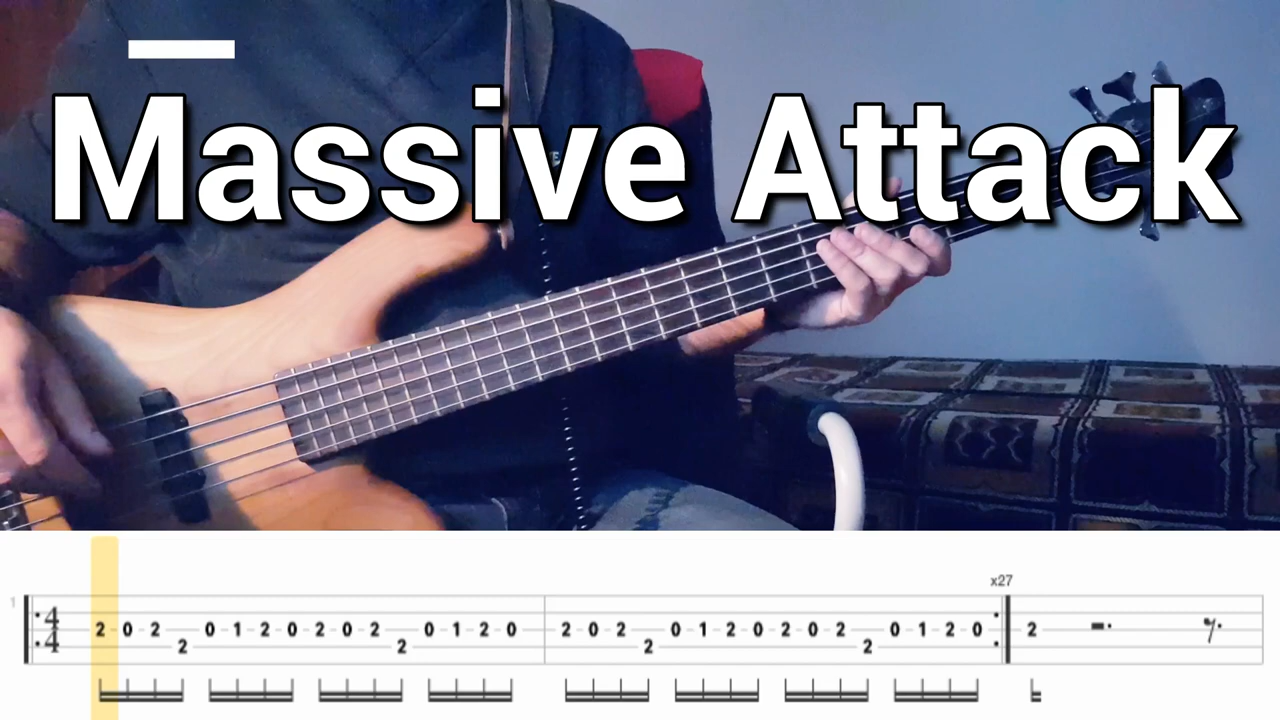 Massive Attack
x27
1
4 2 0 2 0 1 2 0 2 0 2 0 1 2 0 2 0 2 0 1 2 0 2 0 2 0 1 2 0 2
4 2 2 2 2